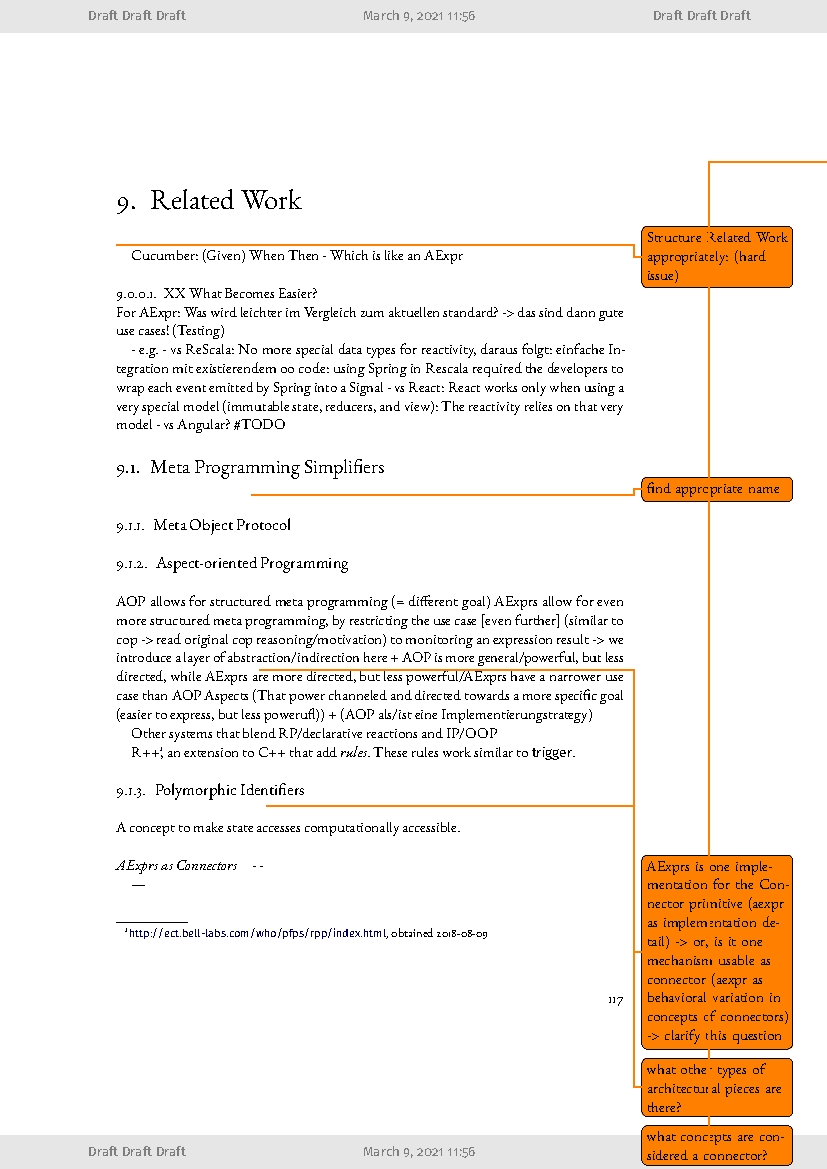 Draft Draft Draft March 9, 2021 11:56 Draft Draft Draft
9. Related Work
Cucumber: (Given) When Then - Which is like an AExpr
9.0.0.1. XX What Becomes Easier?
For AExpr: Was wird leichter im Vergleich zum aktuellen standard? -> das sind dann gute
use cases! (Testing)
- e.g. - vs ReScala: No more special data types for reactivity, daraus folgt: einfache In-
tegration mit existierendem oo code: using Spring in Rescala required the developers to
wrap each event emitted by Spring into a Signal - vs React: React works only when using a
very special model (immutable state, reducers, and view): The reactivity relies on that very
model - vs Angular? #TODO
9.1. Meta Programming Simplifiers
9.1.1. Meta Object Protocol
9.1.2. Aspect-oriented Programming
AOP allows for structured meta programming (= different goal) AExprs allow for even
more structured meta programming, by restricting the use case [even further] (similar to
cop -> read original cop reasoning/motivation) to monitoring an expression result -> we
introduce a layer of abstraction/indirection here + AOP is more general/powerful, but less
directed, while AExprs are more directed, but less powerful/AExprs have a narrower use
case than AOP Aspects (That power channeled and directed towards a more specific goal
(easier to express, but less powerufl)) + (AOP als/ist eine Implementierungstrategy)
Other systems that blend RP/declarative reactions and IP/OOP
R++¹, an extension to C++ that add rules. These rules work similar to trigger.
9.1.3. Polymorphic Identifiers
A concept to make state accesses computationally accessible.
AExprs as Connectors - -
—
¹http://ect.bell-labs.com/who/pfps/rpp/index.html, obtained 2018-08-09
117
Structure Related Work
appropriately: (hard
issue)
find appropriate name
AExprs is one imple-
mentation for the Con-
nector primitive (aexpr
as implementation de-
tail) -> or, is it one
mechanism usable as
connector (aexpr as
behavioral variation in
concepts of connectors)
-> clarify this question
what other types of
architectural pieces are
there?
what concepts are con-
sidered a connector?
Draft Draft Draft March 9, 2021 11:56